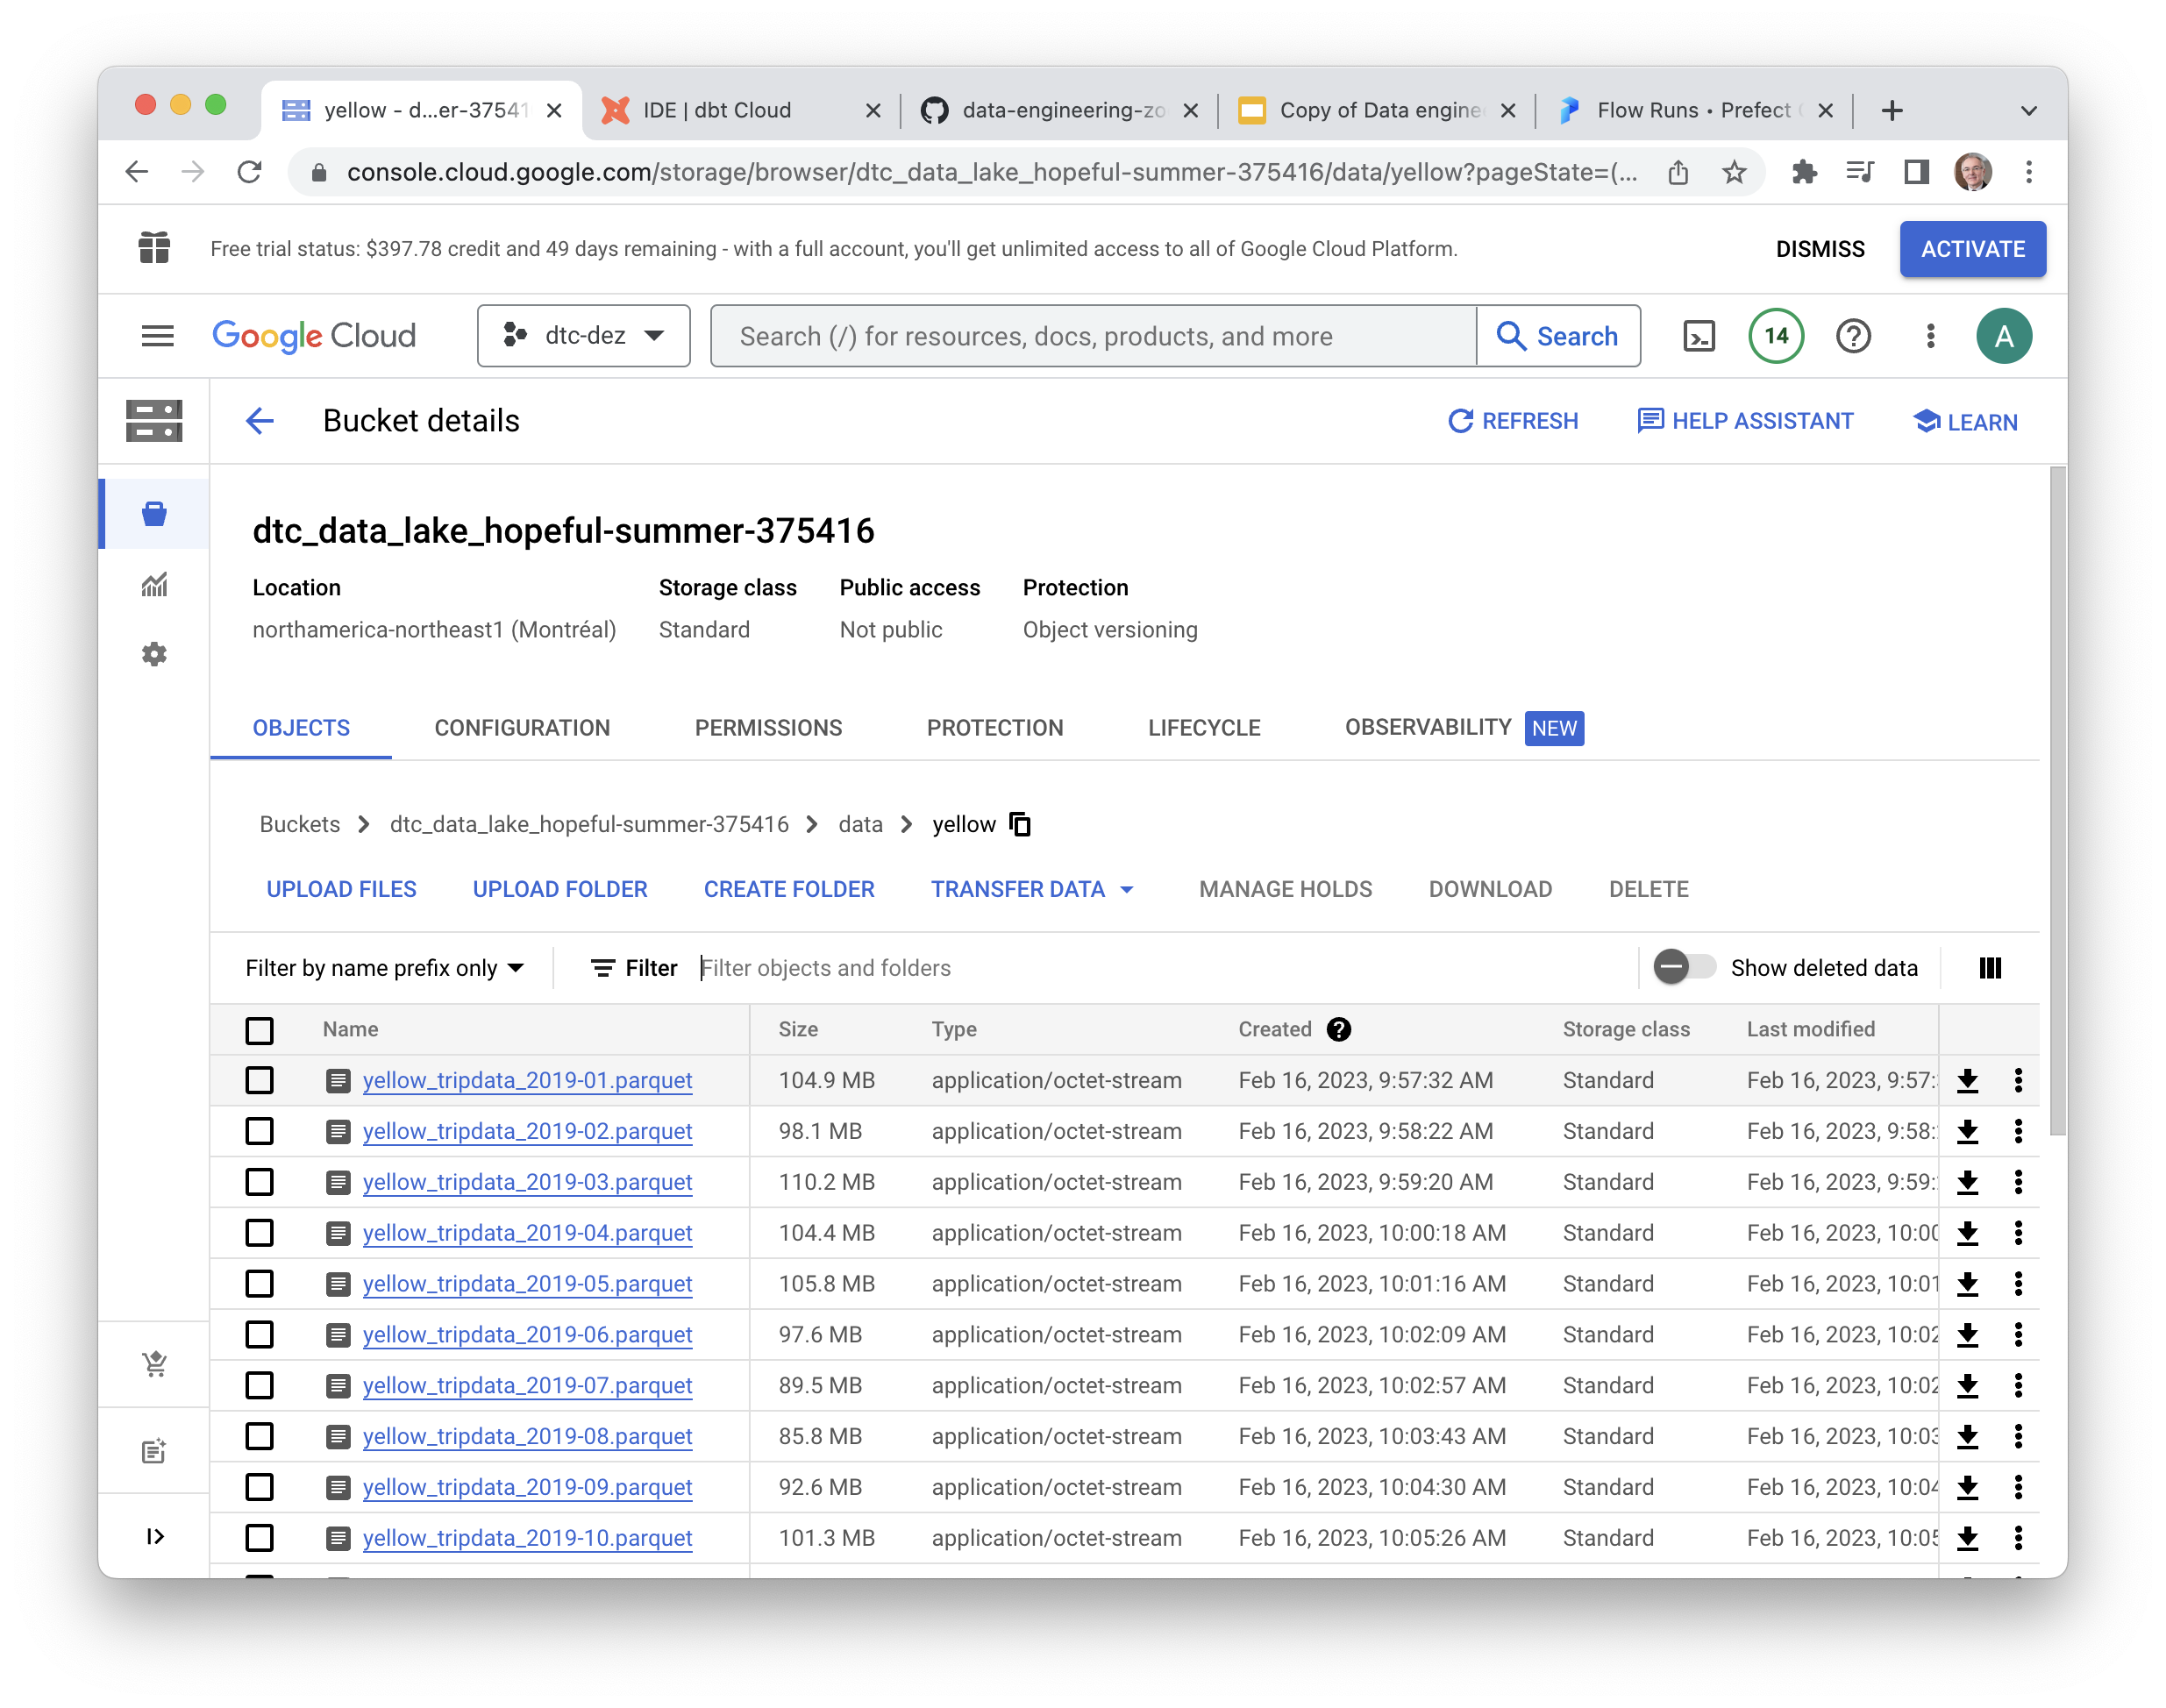 yellow - d...er-37541
IDE | dbt Cloud
data-engineering-zo
Copy of Data engine
Flow Runs • Prefect
console.cloud.google.com/storage/browser/dtc_data_lake_hopeful-summer-375416/data/yellow?pageState=(...
Free trial status: $397.78 credit and 49 days remaining - with a full account, you'll get unlimited access to all of Google Cloud Platform.
DISMISS
ACTIVATE
Google Cloud
dtc-dez
Search (/) for resources, docs, products, and more
Search
14
A
Bucket details
REFRESH
HELP ASSISTANT
LEARN
dtc_data_lake_hopeful-summer-375416
Location Storage class Public access Protection
northamerica-northeast1 (Montréal) Standard Not public Object versioning
OBJECTS CONFIGURATION PERMISSIONS PROTECTION LIFECYCLE OBSERVABILITY NEW
Buckets dtc_data_lake_hopeful-summer-375416 data yellow
UPLOAD FILES UPLOAD FOLDER CREATE FOLDER TRANSFER DATA MANAGE HOLDS DOWNLOAD DELETE
Filter by name prefix only Filter Filter objects and folders Show deleted data
Name Size Type Created Storage class Last modified
yellow_tripdata_2019-01.parquet 104.9 MB application/octet-stream Feb 16, 2023, 9:57:32 AM Standard Feb 16, 2023, 9:57:
yellow_tripdata_2019-02.parquet 98.1 MB application/octet-stream Feb 16, 2023, 9:58:22 AM Standard Feb 16, 2023, 9:58:
yellow_tripdata_2019-03.parquet 110.2 MB application/octet-stream Feb 16, 2023, 9:59:20 AM Standard Feb 16, 2023, 9:59:
yellow_tripdata_2019-04.parquet 104.4 MB application/octet-stream Feb 16, 2023, 10:00:18 AM Standard Feb 16, 2023, 10:00
yellow_tripdata_2019-05.parquet 105.8 MB application/octet-stream Feb 16, 2023, 10:01:16 AM Standard Feb 16, 2023, 10:01
yellow_tripdata_2019-06.parquet 97.6 MB application/octet-stream Feb 16, 2023, 10:02:09 AM Standard Feb 16, 2023, 10:02
yellow_tripdata_2019-07.parquet 89.5 MB application/octet-stream Feb 16, 2023, 10:02:57 AM Standard Feb 16, 2023, 10:02
yellow_tripdata_2019-08.parquet 85.8 MB application/octet-stream Feb 16, 2023, 10:03:43 AM Standard Feb 16, 2023, 10:03
yellow_tripdata_2019-09.parquet 92.6 MB application/octet-stream Feb 16, 2023, 10:04:30 AM Standard Feb 16, 2023, 10:04
yellow_tripdata_2019-10.parquet 101.3 MB application/octet-stream Feb 16, 2023, 10:05:26 AM Standard Feb 16, 2023, 10:05